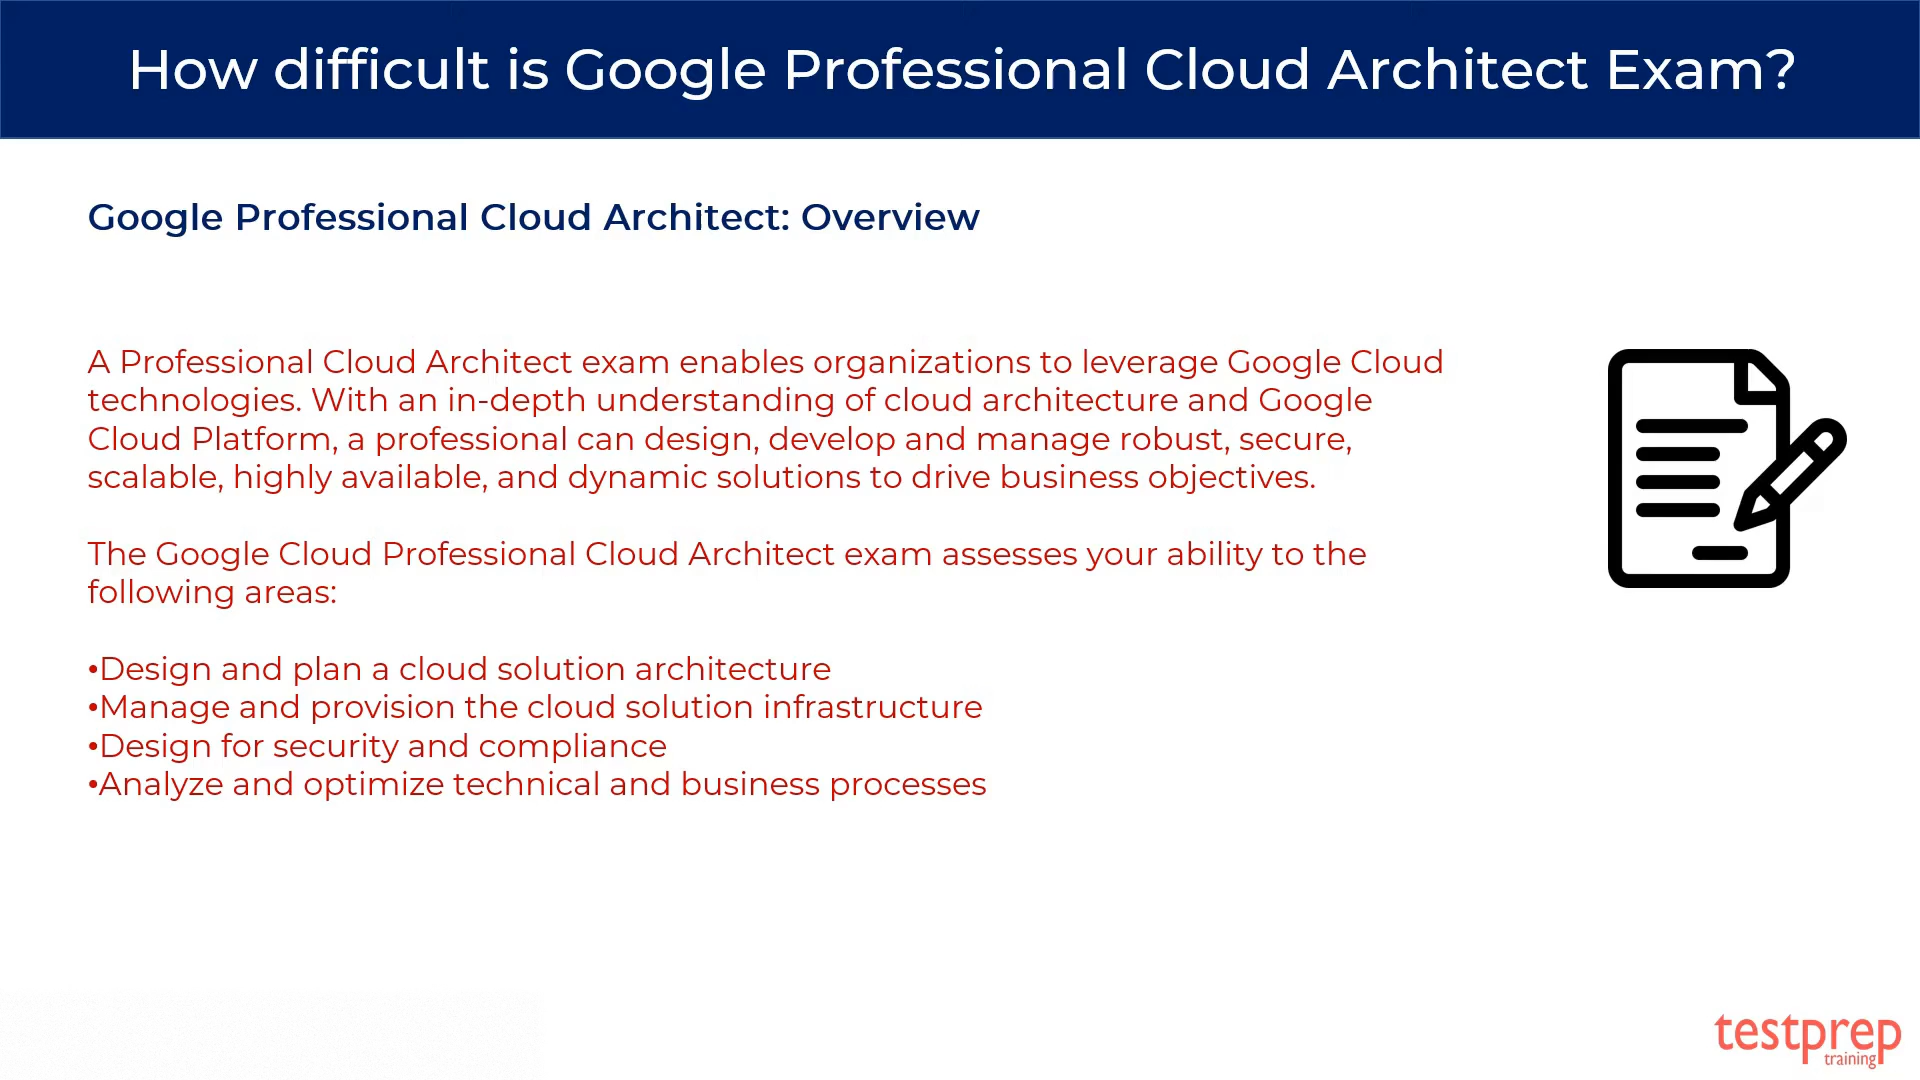 How difficult is Google Professional Cloud Architect Exam?
Google Professional Cloud Architect: Overview
A Professional Cloud Architect exam enables organizations to leverage Google Cloud
technologies. With an in-depth understanding of cloud architecture and Google
Cloud Platform, a professional can design, develop and manage robust, secure,
scalable, highly available, and dynamic solutions to drive business objectives.
The Google Cloud Professional Cloud Architect exam assesses your ability to the
following areas:
•Design and plan a cloud solution architecture
•Manage and provision the cloud solution infrastructure
•Design for security and compliance
•Analyze and optimize technical and business processes
testprep
training